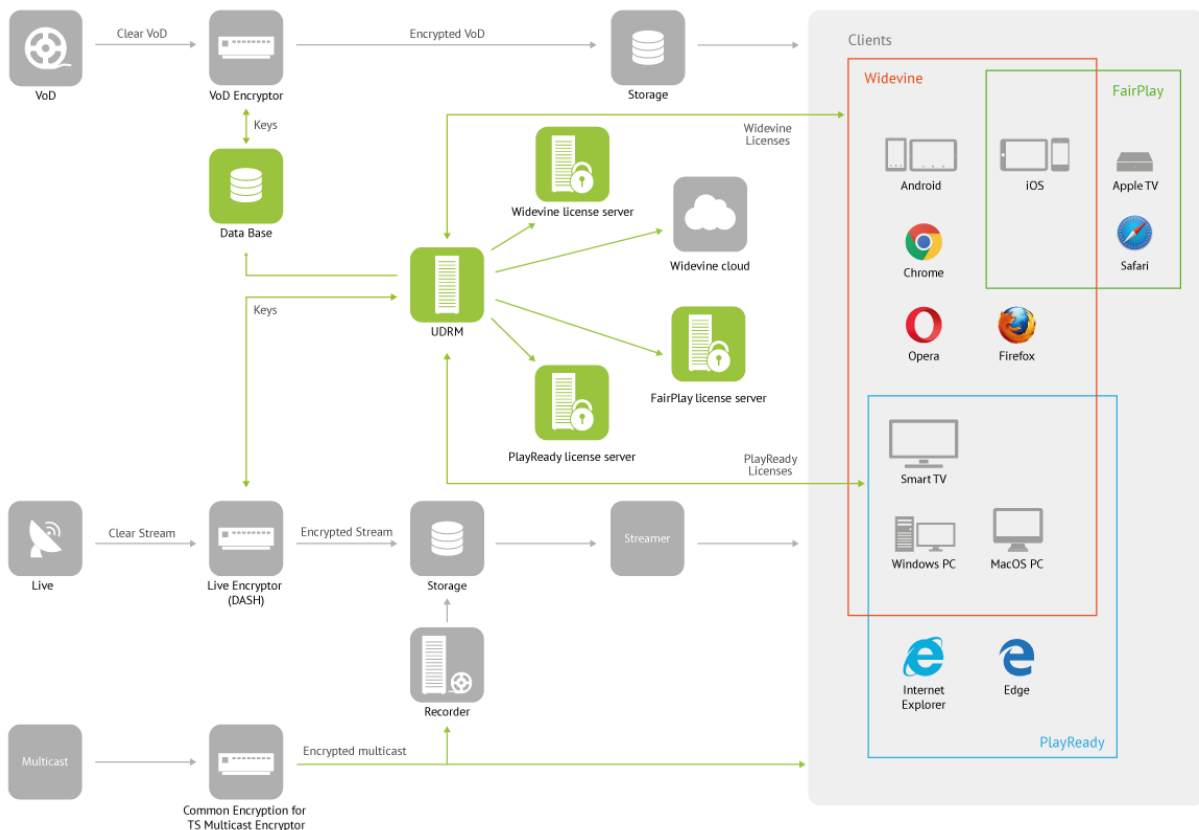 Clear VoD
Encrypted VoD
VoD
VoD Encryptor
Storage
Keys
Data Base
Widevine license server
Widevine cloud
UDRM
Keys
FairPlay license server
PlayReady license server
Widevine
Licenses
PlayReady
Licenses
Clients
Widevine
FairPlay
Android
iOS
Apple TV
Chrome
Safari
Opera
Firefox
Smart TV
Windows PC
MacOS PC
Internet
Explorer
Edge
PlayReady
Clear Stream
Encrypted Stream
Streamer
Live
Live Encryptor
(DASH)
Storage
Recorder
Multicast
Encrypted multicast
Common Encryption for
TS Multicast Encryptor